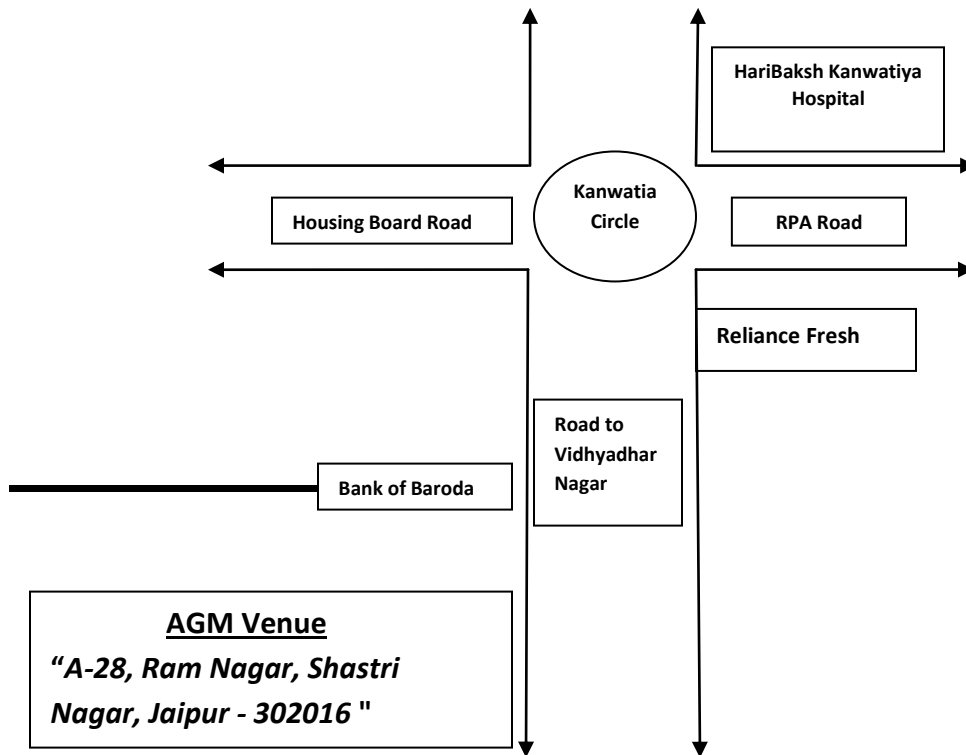 HariBaksh Kanwatiya
Hospital
Kanwatia
Circle
Housing Board Road
RPA Road
Reliance Fresh
Road to
Vidhyadhar
Nagar
Bank of Baroda
AGM Venue
“A-28, Ram Nagar, Shastri
Nagar, Jaipur - 302016 "